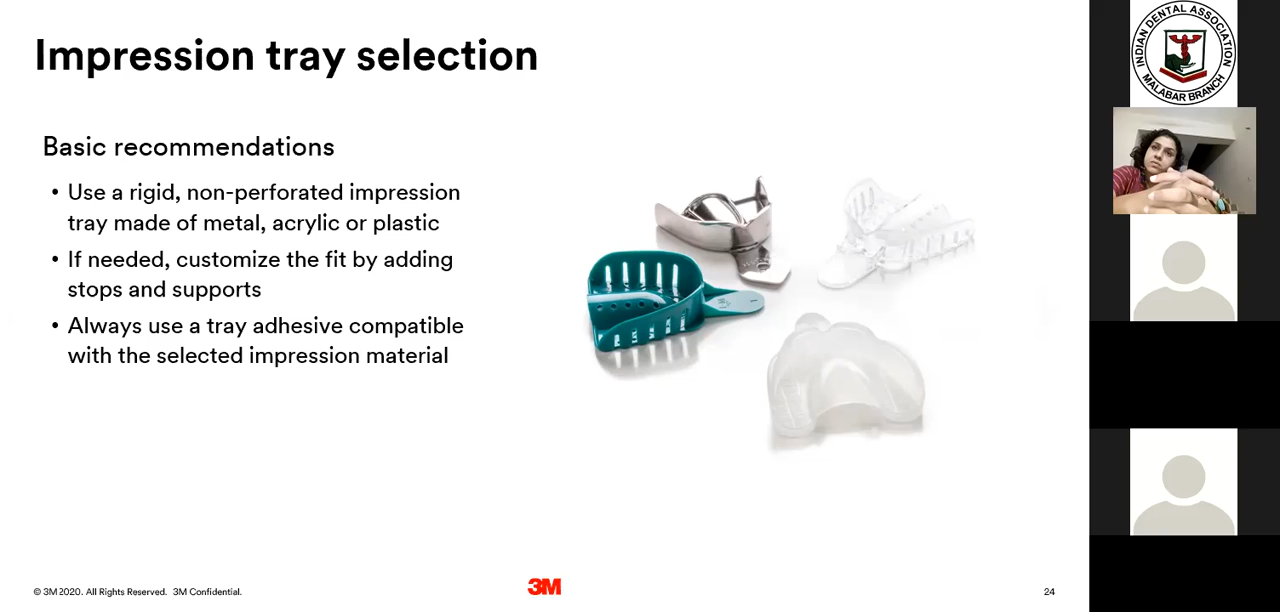 Impression tray selection
Basic recommendations
• Use a rigid, non-perforated impression
tray made of metal, acrylic or plastic
• If needed, customize the fit by adding
stops and supports
• Always use a tray adhesive compatible
with the selected impression material
© 3M 2020. All Rights Reserved. 3M Confidential.
3M
24
INDIAN DENTAL ASSOCIATION
MALABAR BRANCH